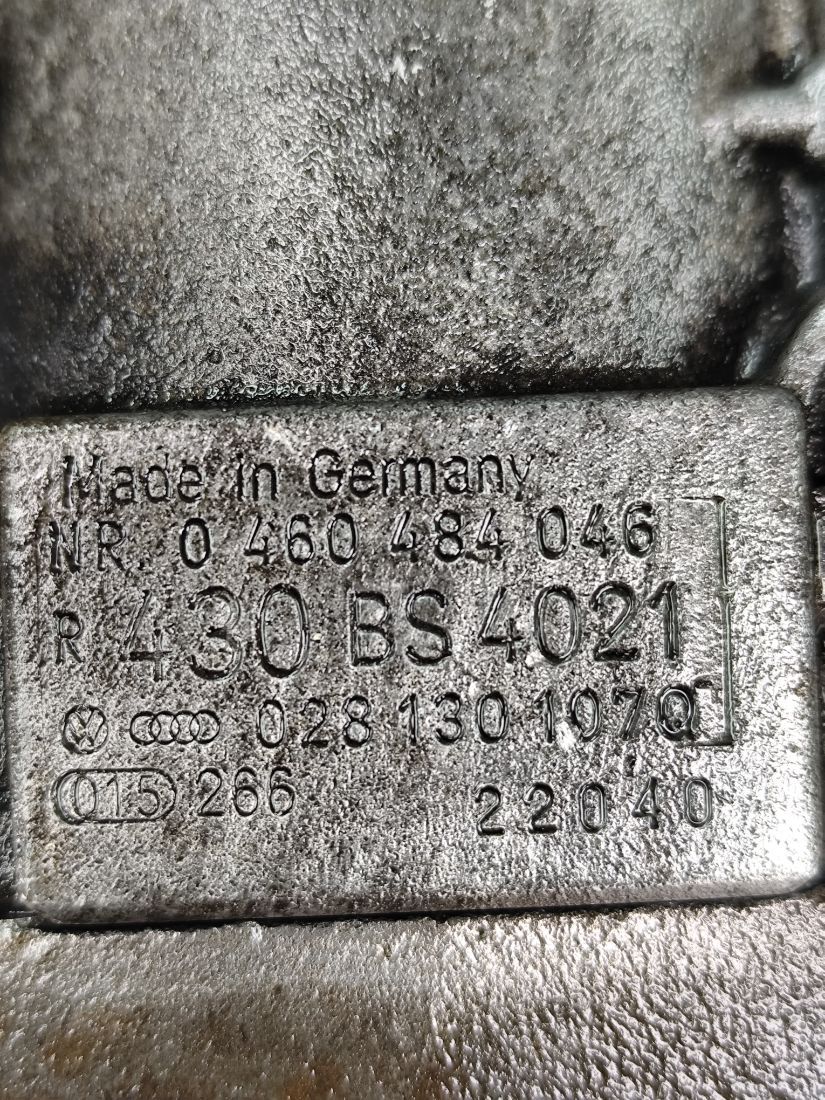 Made in Germany
NR. 0 460 484 046
R 430 BS 4021
028 130 107Q
015 266 22040